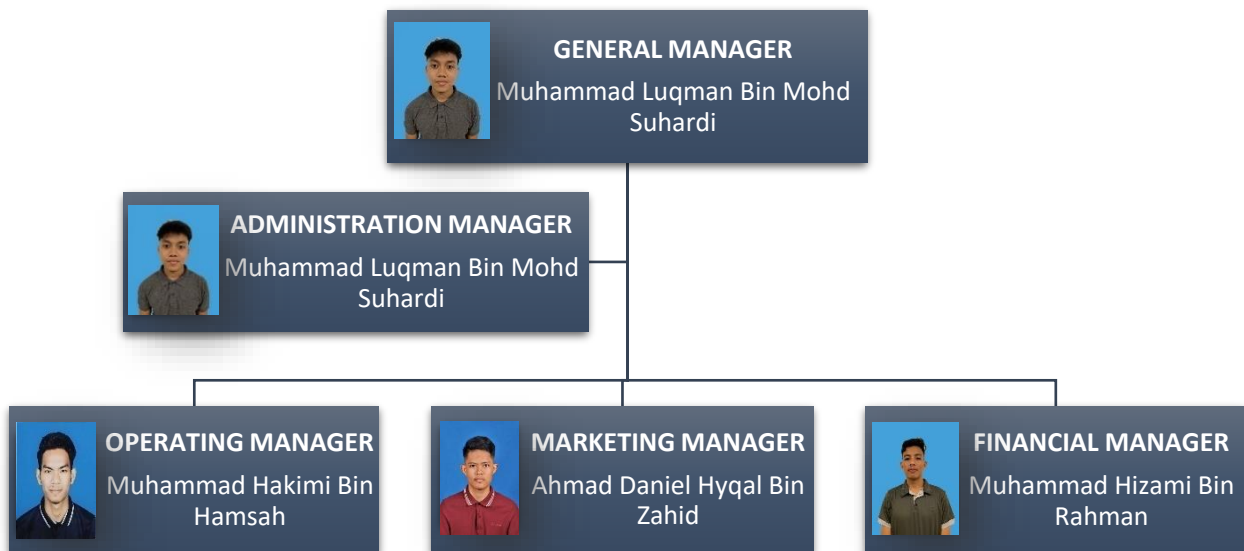 GENERAL MANAGER
Muhammad Luqman Bin Mohd
Suhardi
ADMINISTRATION MANAGER
Muhammad Luqman Bin Mohd
Suhardi
OPERATING MANAGER
Muhammad Hakimi Bin
Hamsah
MARKETING MANAGER
Ahmad Daniel Hyqal Bin
Zahid
FINANCIAL MANAGER
Muhammad Hizami Bin
Rahman